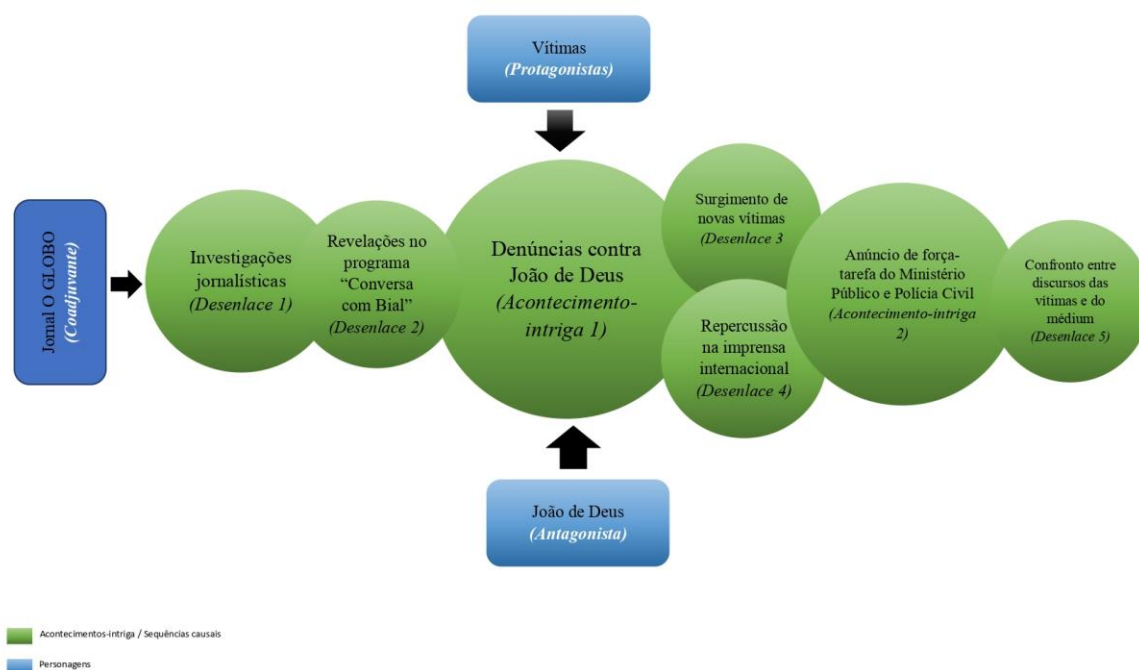 Vítimas
(Protagonistas)
Jornal O GLOBO
(Coadjuvante)
Investigações
jornalísticas
(Desenlace 1)
Revelações no
programa
“Conversa
com Bial”
(Desenlace 2)
Denúncias contra
João de Deus
(Acontecimento-
intriga 1)
Surgimento de
novas vítimas
(Desenlace 3
Repercussão
na imprensa
internacional
(Desenlace 4)
Anúncio de força-
tarefa do Ministério
Público e Polícia Civil
(Acontecimento-intriga
2)
Confronto entre
discursos das
vítimas e do
médium
(Desenlace 5)
João de Deus
(Antagonista)
Acontecimentos-intriga / Sequências causais
Personagens